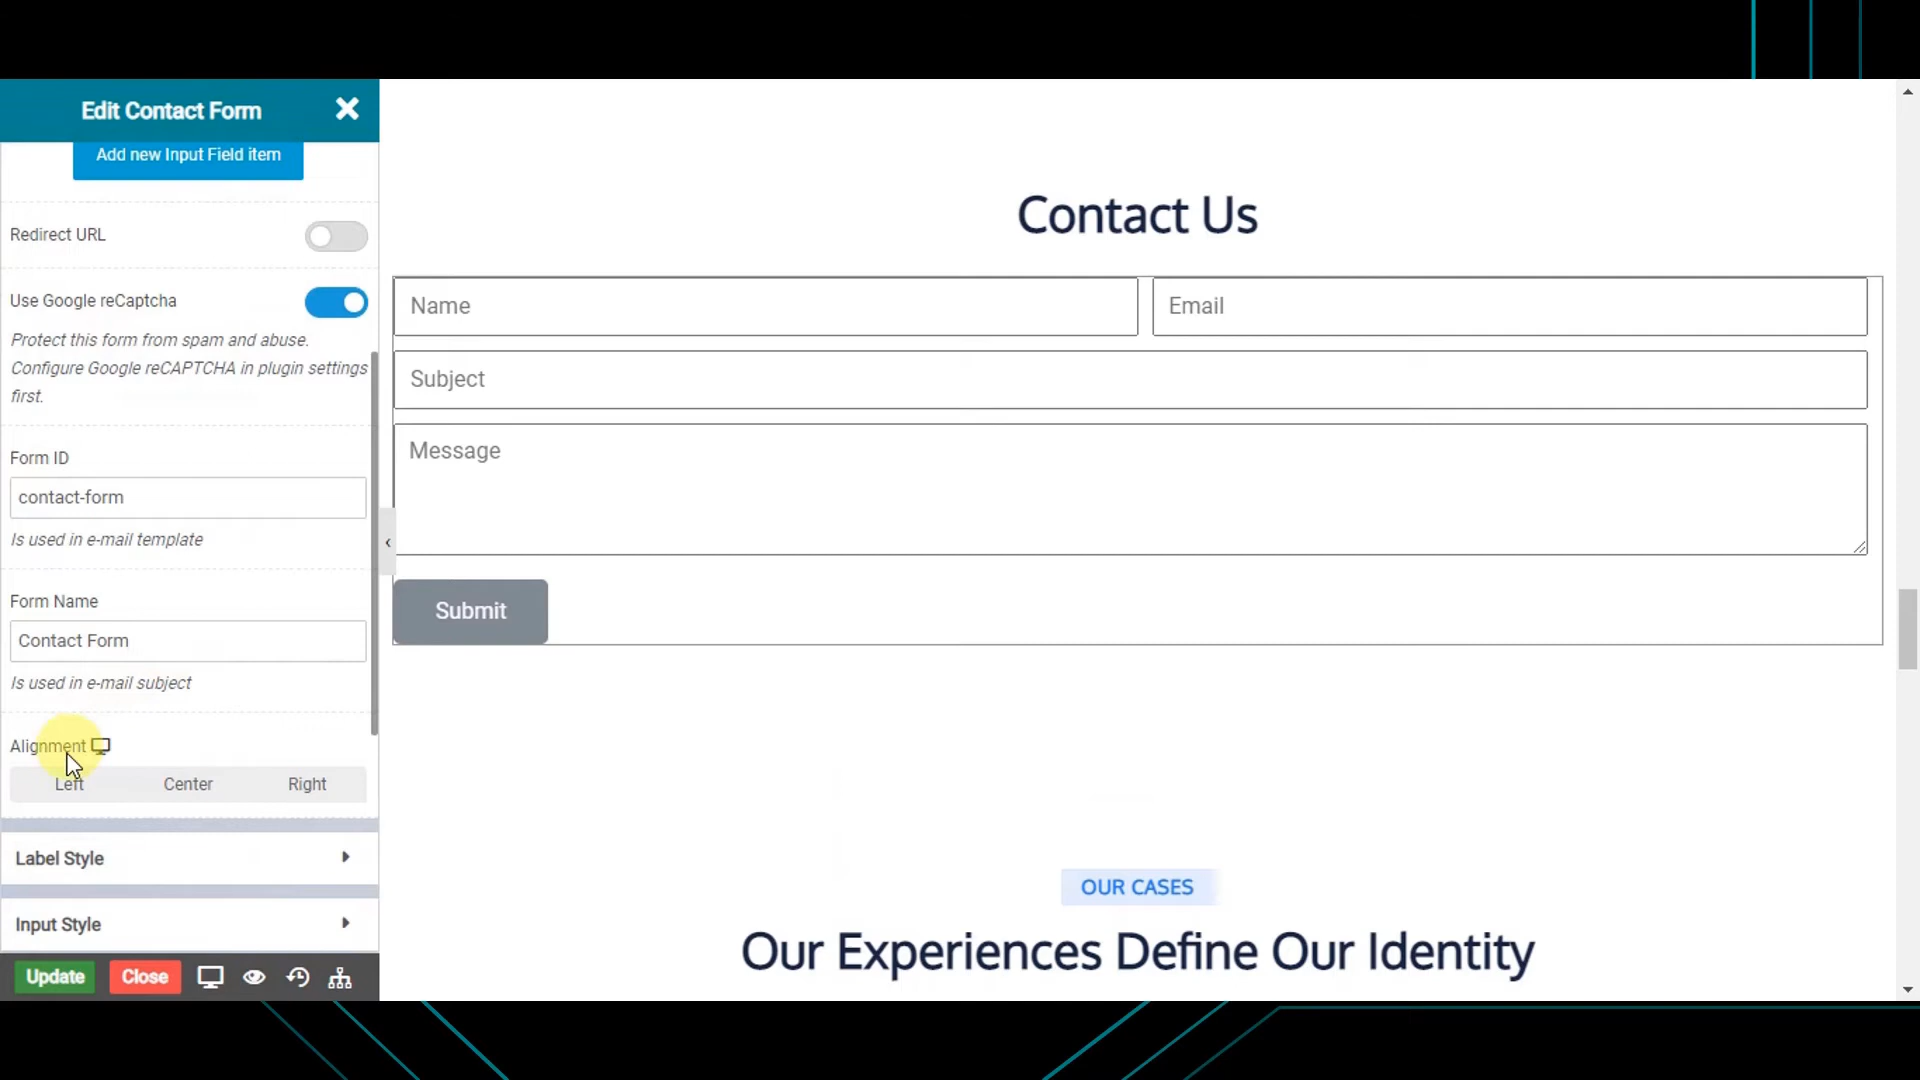 Edit Contact Form
Add new Input Field item
Redirect URL
Use Google reCaptcha
Protect this form from spam and abuse.
Configure Google reCAPTCHA in plugin settings
first.
Form ID
contact-form
Is used in e-mail template
Form Name
Contact Form
Is used in e-mail subject
Alignment
Left Center Right
Label Style
Input Style
Update Close
Contact Us
Name Email
Subject
Message
Submit
OUR CASES
Our Experiences Define Our Identity